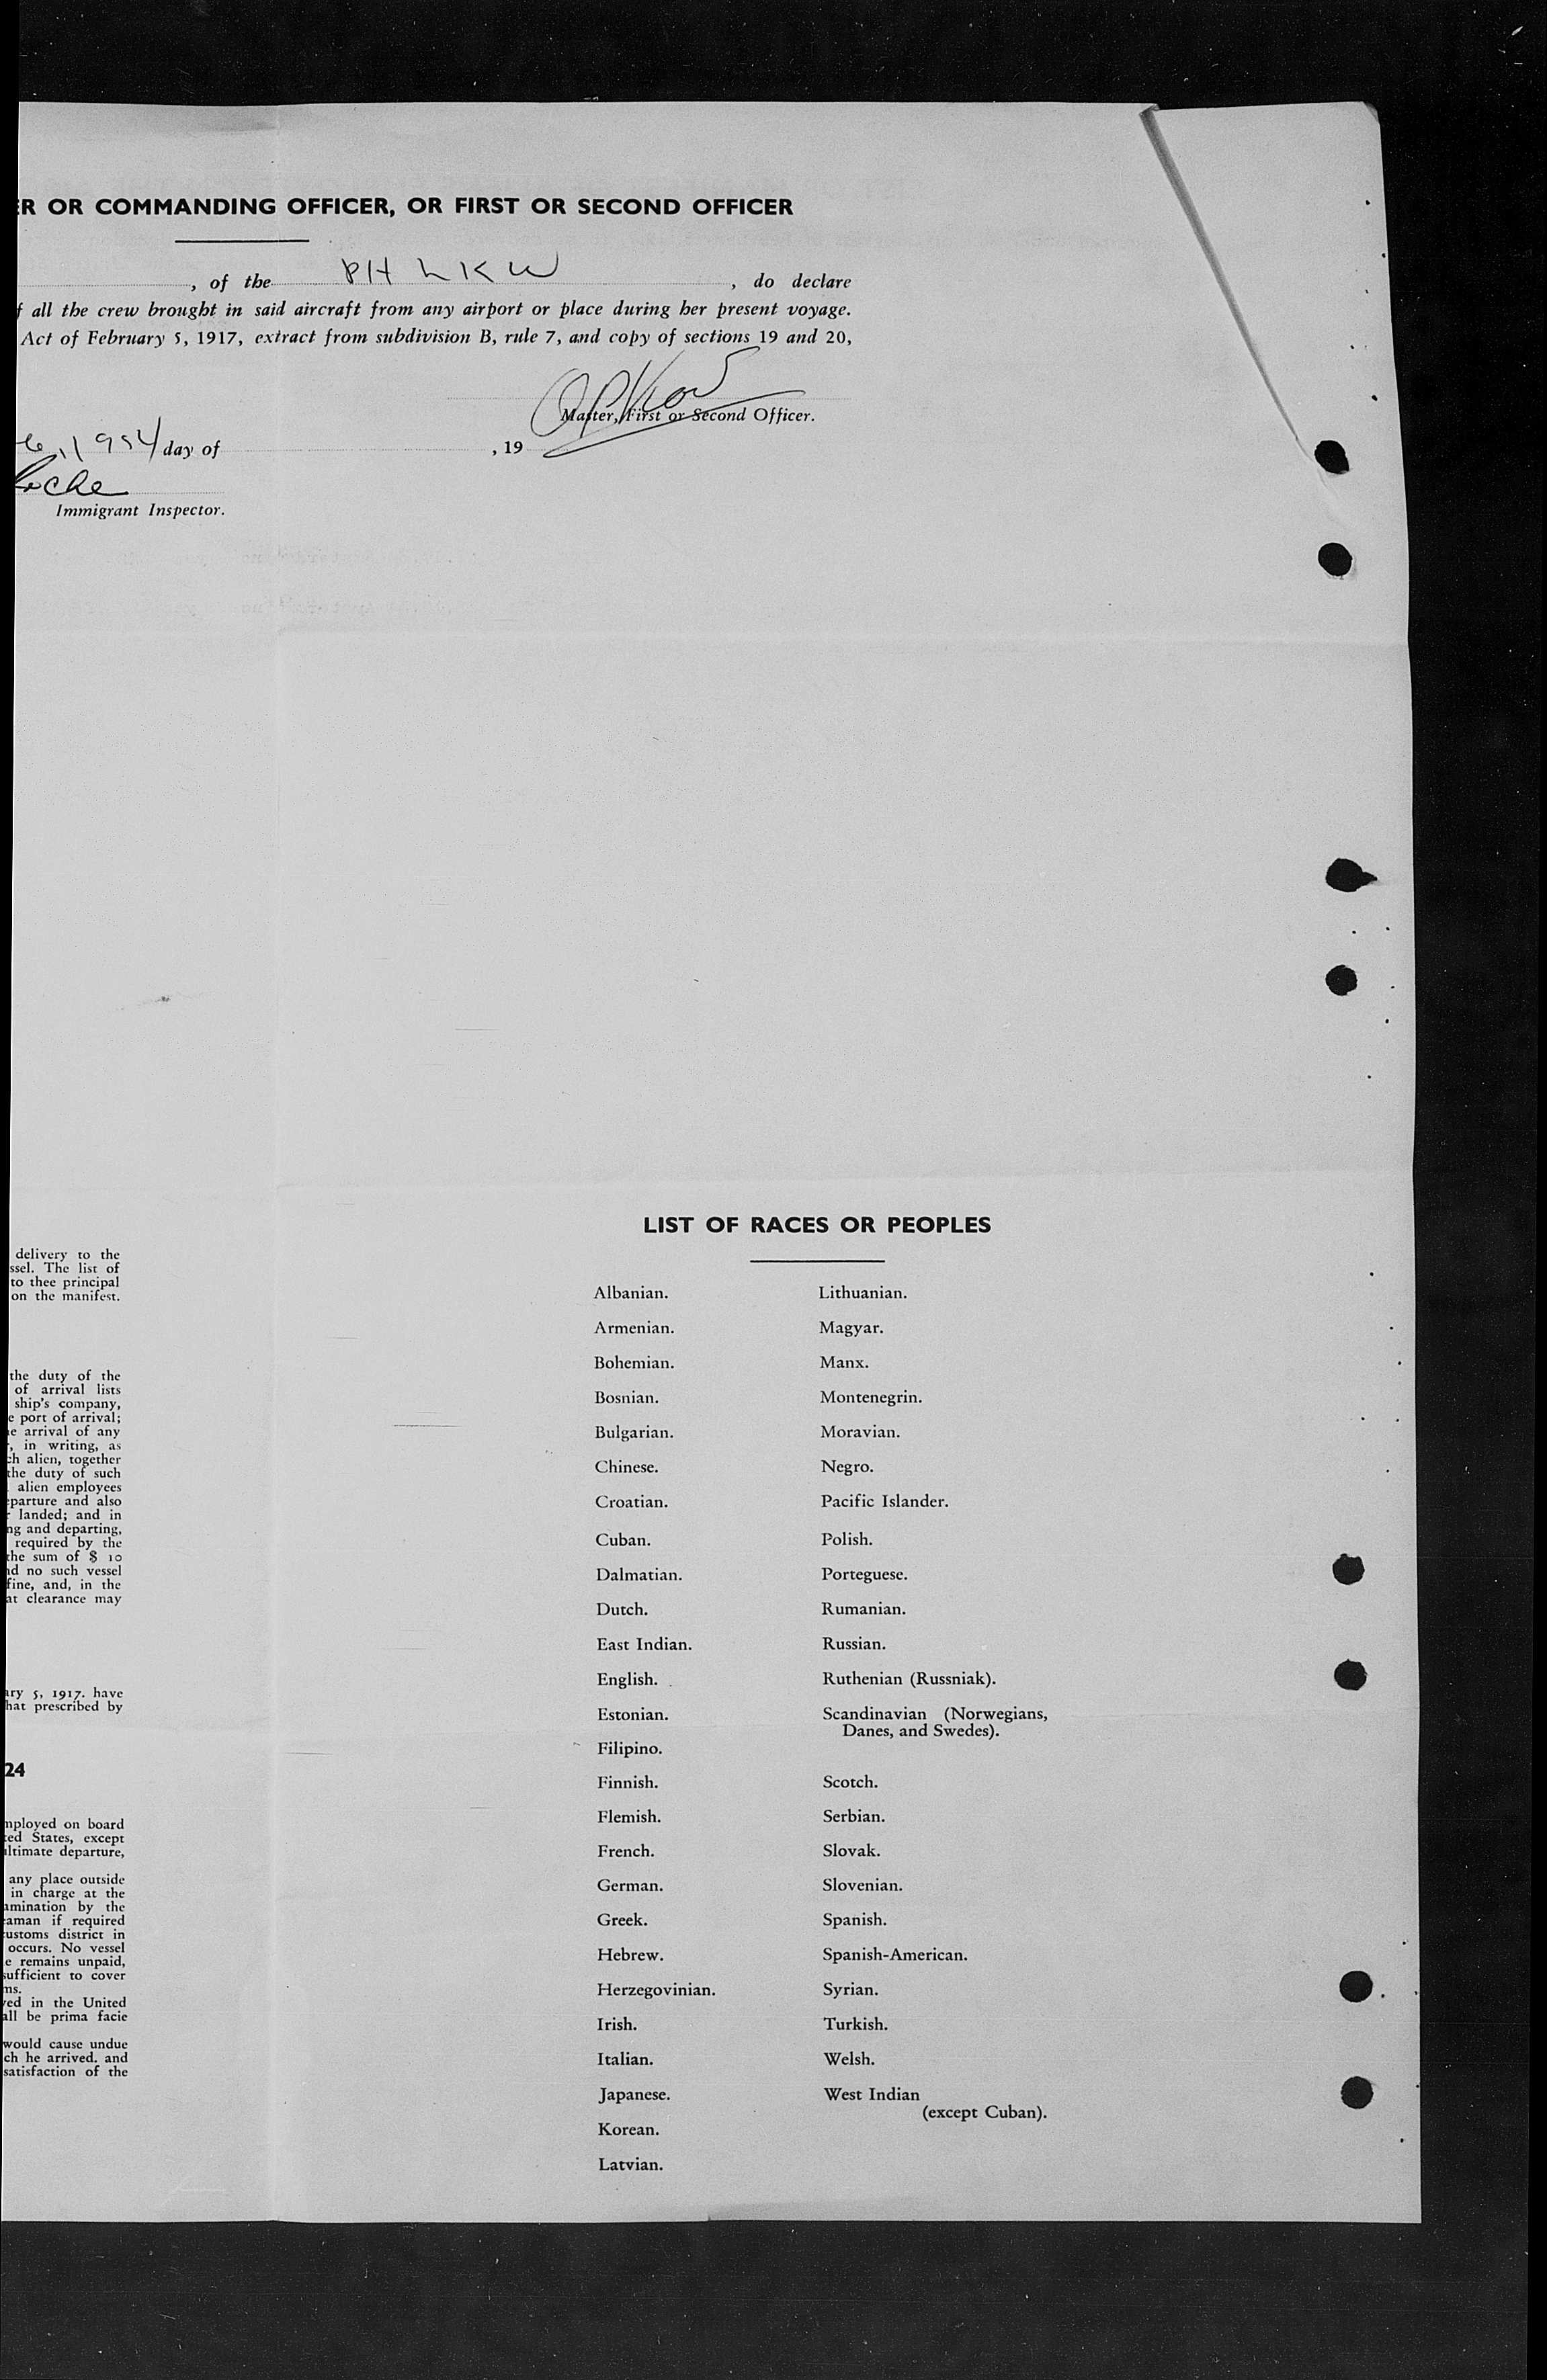 ER OR COMMANDING OFFICER, OR FIRST OR SECOND OFFICER
, of the PH LKW , do declare
f all the crew brought in said aircraft from any airport or place during her present voyage.
Act of February 5, 1917, extract from subdivision B, rule 7, and copy of sections 19 and 20,
Master, First or Second Officer.
6, 1954 day of , 19
Immigrant Inspector.
delivery to the
ssel. The list of
to thee principal
on the manifest.
the duty of the
of arrival lists
ship's company,
e port of arrival;
e arrival of any
, in writing, as
ch alien, together
the duty of such
alien employees
eparture and also
r landed; and in
ng and departing,
required by the
the sum of $ 10
nd no such vessel
fine, and, in the
at clearance may
ary 5, 1917. have
hat prescribed by
24
mployed on board
ted States, except
ultimate departure,
any place outside
in charge at the
amination by the
eaman if required
customs district in
occurs. No vessel
e remains unpaid,
sufficient to cover
ms.
ved in the United
all be prima facie
would cause undue
ch he arrived. and
satisfaction of the
LIST OF RACES OR PEOPLES
Albanian.
Armenian.
Bohemian.
Bosnian.
Bulgarian.
Chinese.
Croatian.
Cuban.
Dalmatian.
Dutch.
East Indian.
English.
Estonian.
Filipino.
Finnish.
Flemish.
French.
German.
Greek.
Hebrew.
Herzegovinian.
Irish.
Italian.
Japanese.
Korean.
Latvian.
Lithuanian.
Magyar.
Manx.
Montenegrin.
Moravian.
Negro.
Pacific Islander.
Polish.
Porteguese.
Rumanian.
Russian.
Ruthenian (Russniak).
Scandinavian (Norwegians,
Danes, and Swedes).
Scotch.
Serbian.
Slovak.
Slovenian.
Spanish.
Spanish-American.
Syrian.
Turkish.
Welsh.
West Indian
(except Cuban).